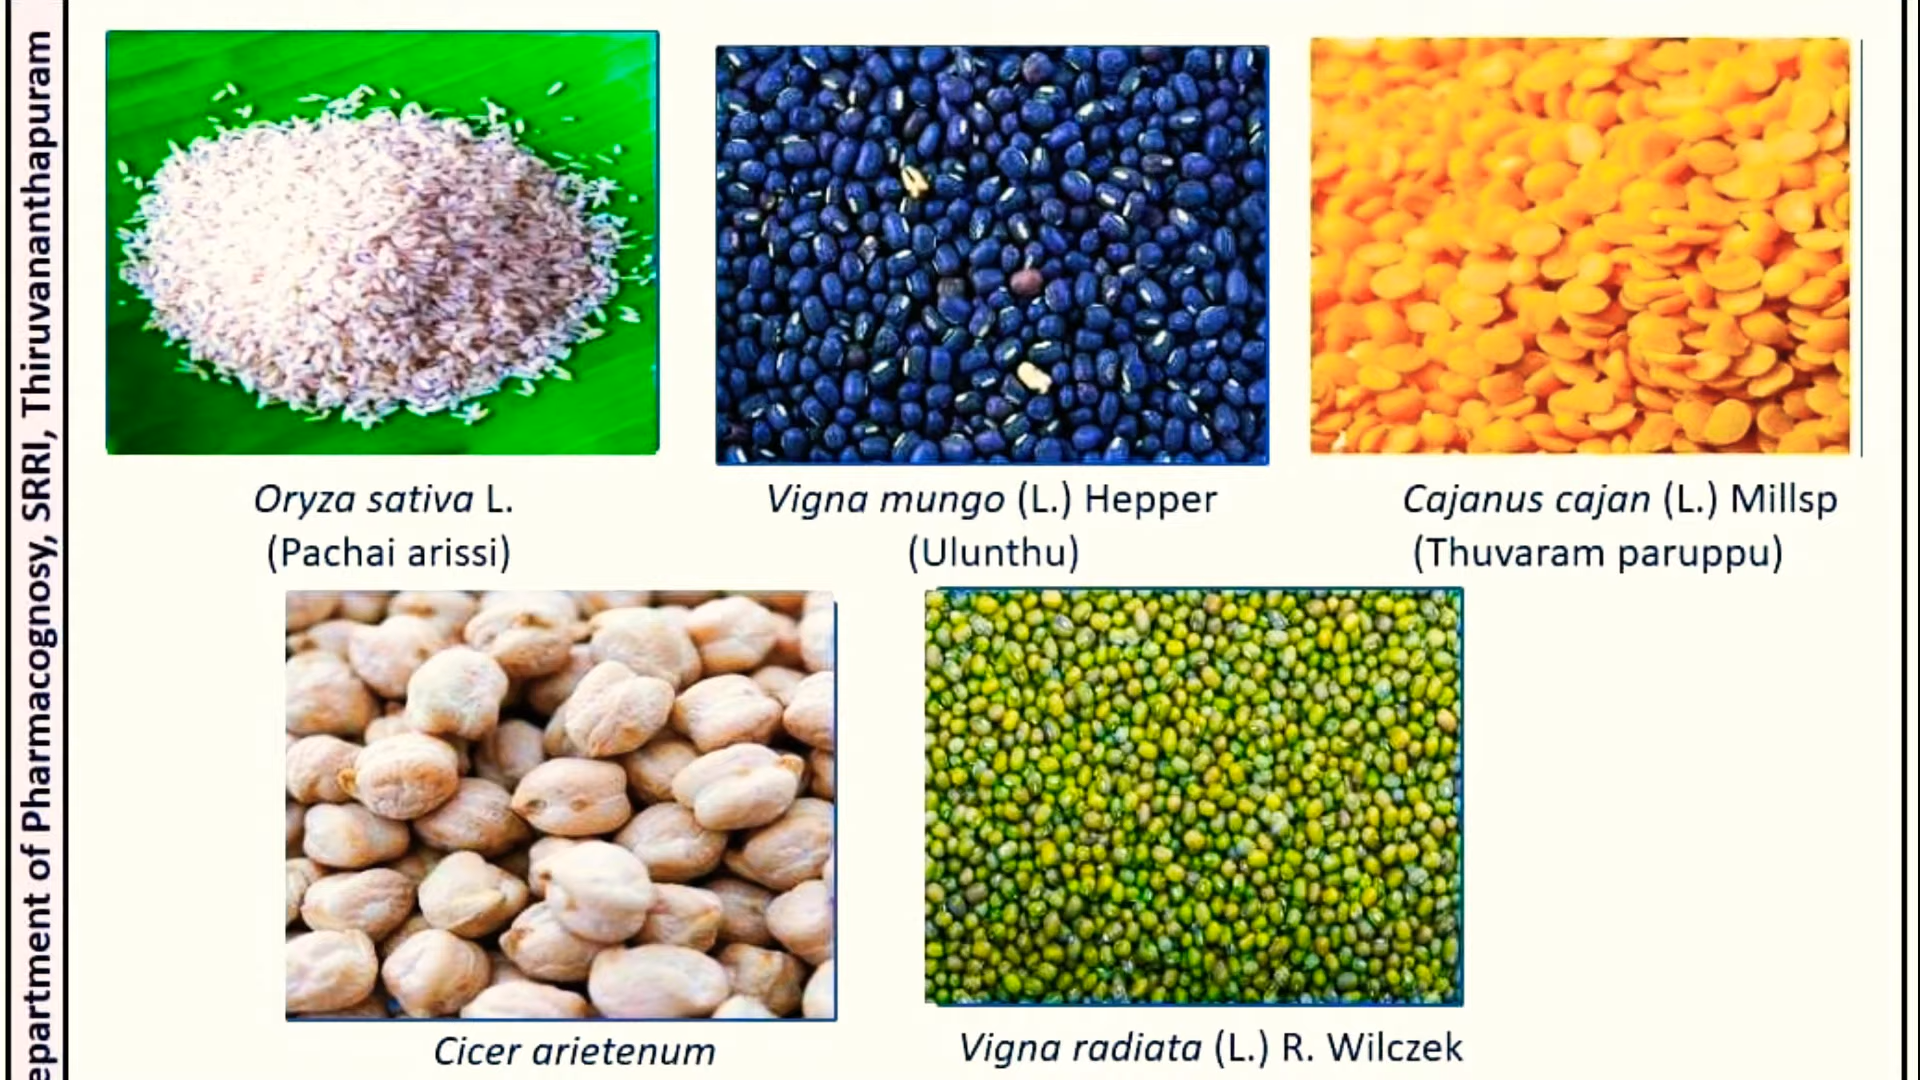 epartment of Pharmacognosy, SRRI, Thiruvananthapuram
Oryza sativa L.
(Pachai arissi)
Vigna mungo (L.) Hepper
(Ulunthu)
Cajanus cajan (L.) Millsp
(Thuvaram paruppu)
Cicer arietenum
Vigna radiata (L.) R. Wilczek